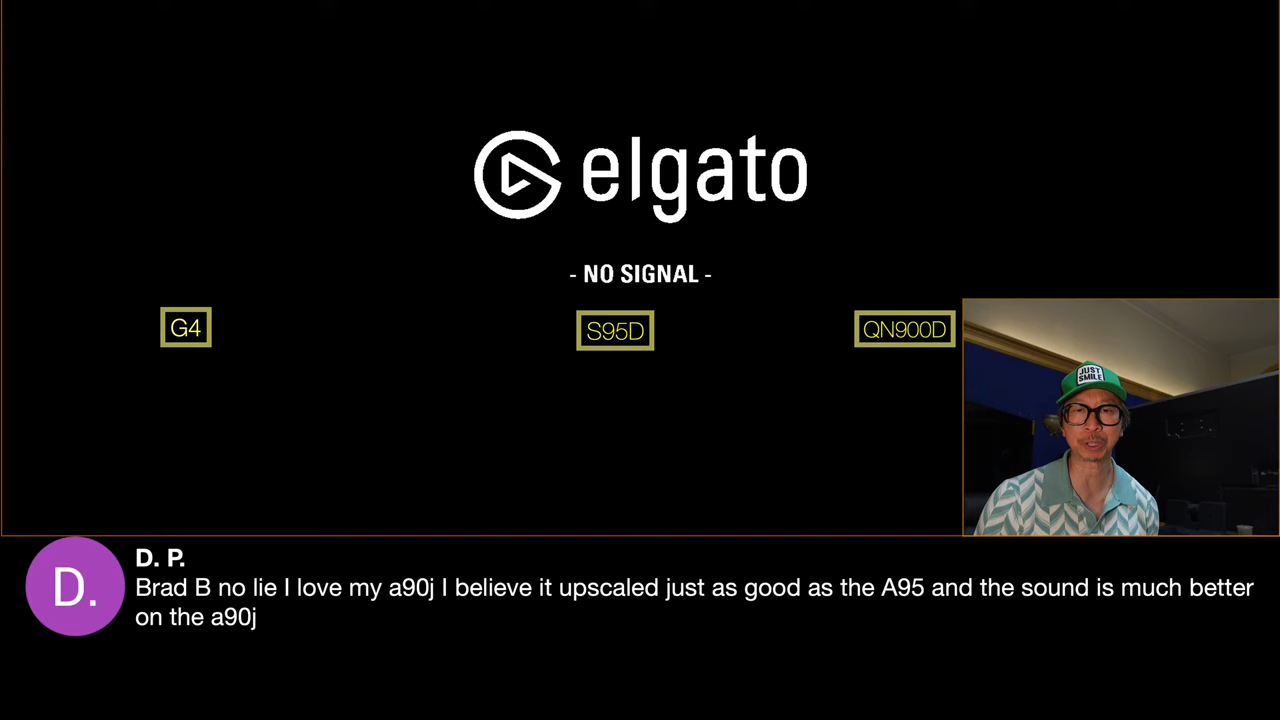 elgato
- NO SIGNAL -
G4
S95D
QN900D
JUST
SMILE
D.
D. P.
Brad B no lie I love my a90j I believe it upscaled just as good as the A95 and the sound is much better
on the a90j